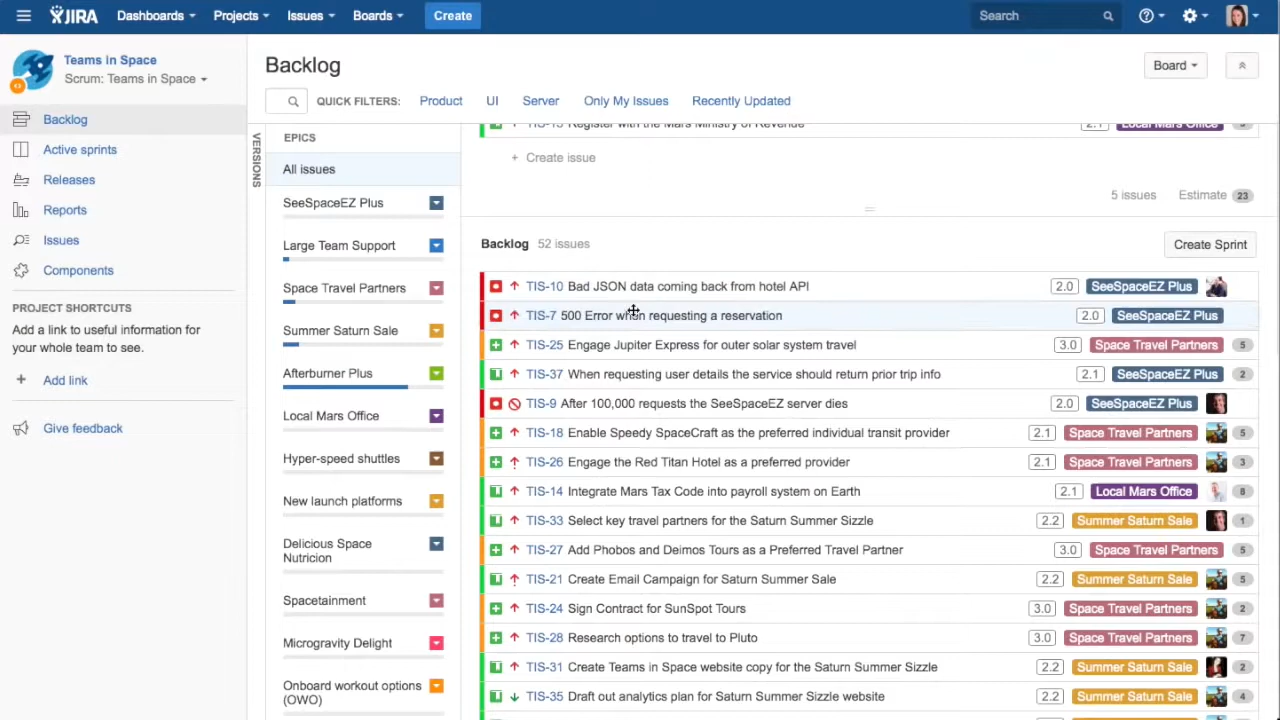 JIRA Dashboards Projects Issues Boards Create Search
Teams in Space
Scrum: Teams in Space
Backlog
Active sprints
Releases
Reports
Issues
Components
PROJECT SHORTCUTS
Add a link to useful information for
your whole team to see.
+ Add link
Give feedback
Backlog
Board
QUICK FILTERS: Product UI Server Only My Issues Recently Updated
VERSIONS
EPICS
All issues
SeeSpaceEZ Plus
Large Team Support
Space Travel Partners
Summer Saturn Sale
Afterburner Plus
Local Mars Office
Hyper-speed shuttles
New launch platforms
Delicious Space
Nutricion
Spacetainment
Microgravity Delight
Onboard workout options
(OWO)
TIS-15 Register with the Mars Ministry of Revenue 2.1 Local Mars Office
+ Create issue
5 issues Estimate 23
Backlog 52 issues Create Sprint
TIS-10 Bad JSON data coming back from hotel API 2.0 SeeSpaceEZ Plus
TIS-7 500 Error when requesting a reservation 2.0 SeeSpaceEZ Plus
TIS-25 Engage Jupiter Express for outer solar system travel 3.0 Space Travel Partners 5
TIS-37 When requesting user details the service should return prior trip info 2.1 SeeSpaceEZ Plus 2
TIS-9 After 100,000 requests the SeeSpaceEZ server dies 2.0 SeeSpaceEZ Plus
TIS-18 Enable Speedy SpaceCraft as the preferred individual transit provider 2.1 Space Travel Partners 5
TIS-26 Engage the Red Titan Hotel as a preferred provider 2.1 Space Travel Partners 3
TIS-14 Integrate Mars Tax Code into payroll system on Earth 2.1 Local Mars Office 8
TIS-33 Select key travel partners for the Saturn Summer Sizzle 2.2 Summer Saturn Sale 1
TIS-27 Add Phobos and Deimos Tours as a Preferred Travel Partner 3.0 Space Travel Partners 5
TIS-21 Create Email Campaign for Saturn Summer Sale 2.2 Summer Saturn Sale 5
TIS-24 Sign Contract for SunSpot Tours 3.0 Space Travel Partners 2
TIS-28 Research options to travel to Pluto 3.0 Space Travel Partners 7
TIS-31 Create Teams in Space website copy for the Saturn Summer Sizzle 2.2 Summer Saturn Sale 2
TIS-35 Draft out analytics plan for Saturn Summer Sizzle website 2.2 Summer Saturn Sale 4